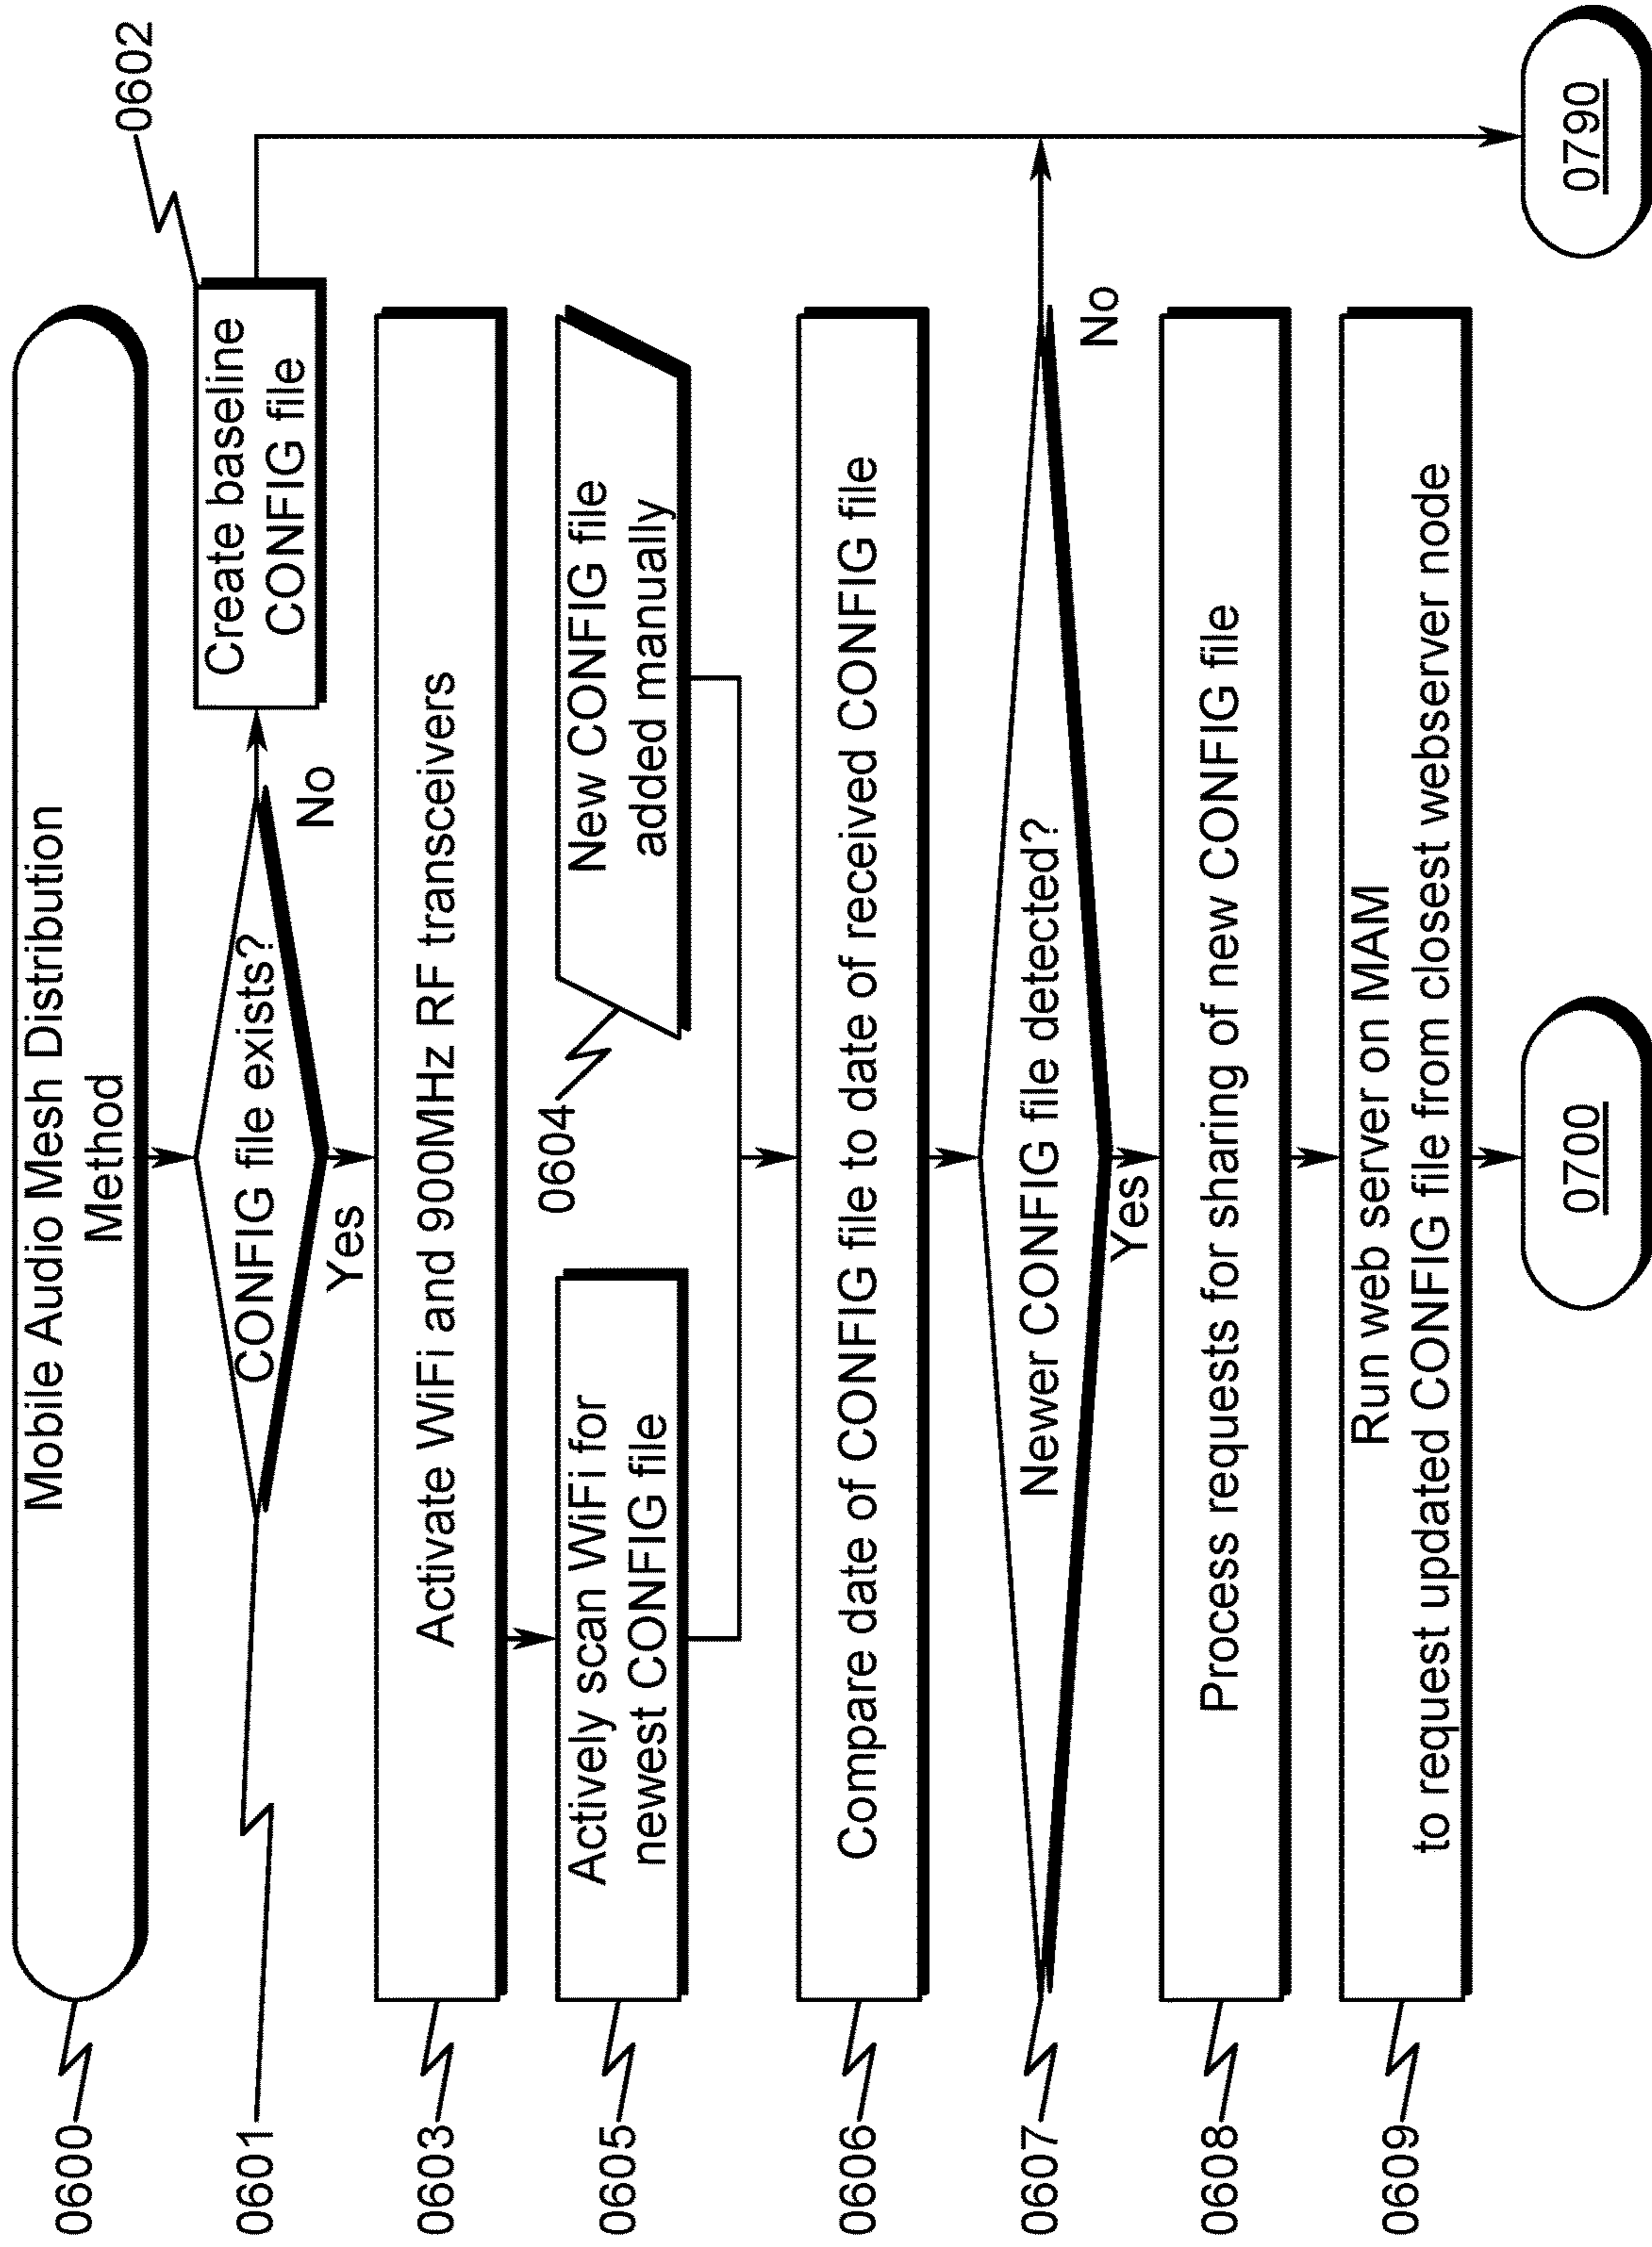 0600
Mobile Audio Mesh Distribution
Method
0601
CONFIG file exists?
No
Yes
0602
Create baseline
CONFIG file
0603
Activate WiFi and 900MHz RF transceivers
0604
New CONFIG file
added manually
0605
Actively scan WiFi for
newest CONFIG file
0606
Compare date of CONFIG file to date of received CONFIG file
0607
Newer CONFIG file detected?
No
Yes
0608
Process requests for sharing of new CONFIG file
0609
Run web server on MAM
to request updated CONFIG file from closest webserver node
0700
0790